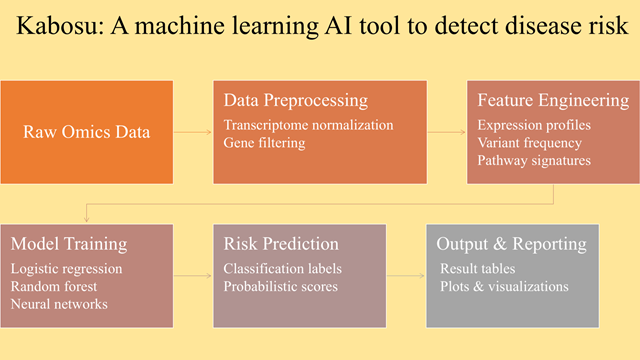 Kabosu: A machine learning AI tool to detect disease risk
Raw Omics Data
Data Preprocessing
Transcriptome normalization
Gene filtering
Feature Engineering
Expression profiles
Variant frequency
Pathway signatures
Model Training
Logistic regression
Random forest
Neural networks
Risk Prediction
Classification labels
Probabilistic scores
Output & Reporting
Result tables
Plots & visualizations